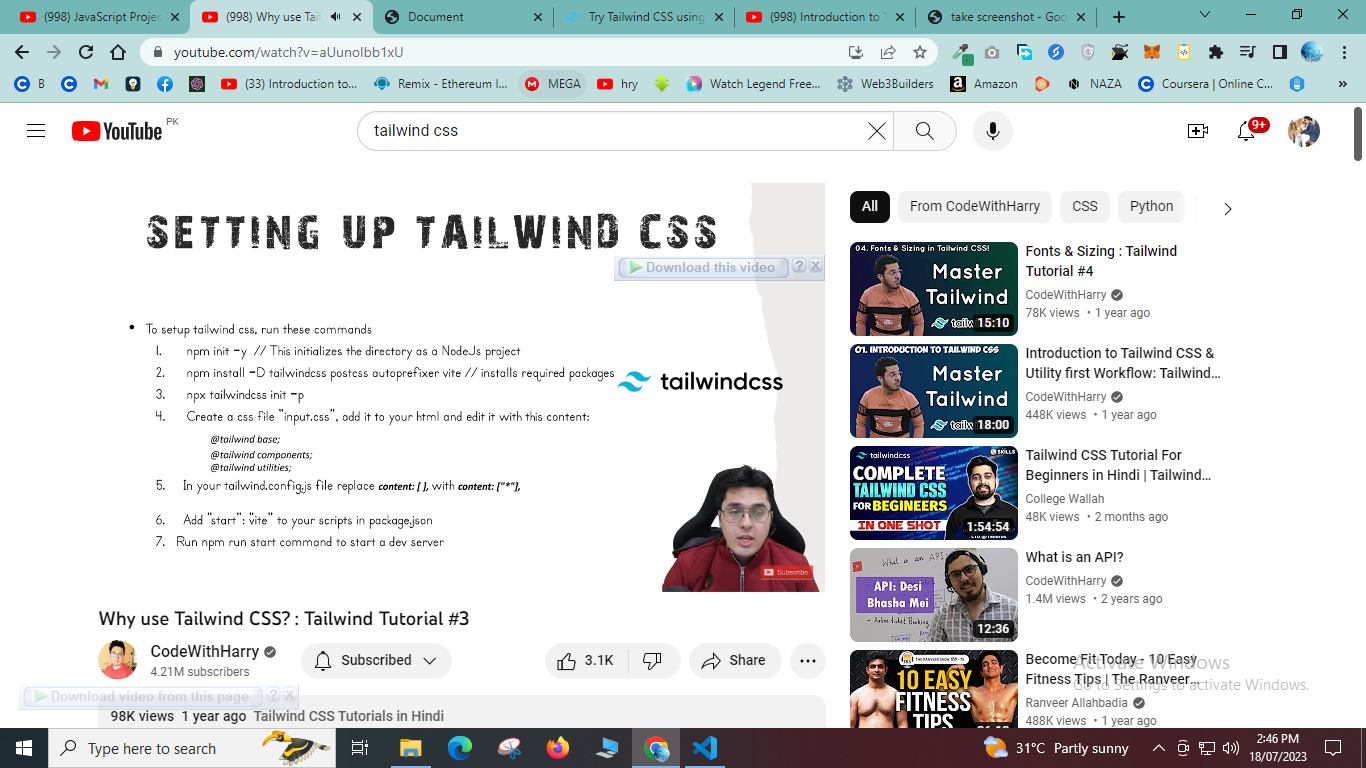 (998) JavaScript Projec
(998) Why use Tail
Document
Try Tailwind CSS using
(998) Introduction to T
take screenshot - Goo
youtube.com/watch?v=aUunolbb1xU
B
(33) Introduction to...
Remix - Ethereum I...
MEGA
hry
Watch Legend Free...
Web3Builders
Amazon
NAZA
Coursera | Online C...
»
YouTube PK
tailwind css
9+
SETTING UP TAILWIND CSS
Download this video ? X
• To setup tailwind css, run these commands
1. npm init -y // This initializes the directory as a NodeJs project
2. npm install -D tailwindcss postcss autoprefixer vite // installs required packages
3. npx tailwindcss init -p
4. Create a css file "input.css", add it to your html and edit it with this content:
@tailwind base;
@tailwind components;
@tailwind utilities;
5. In your tailwind.config.js file replace content: [ ], with content: ["*"],
6. Add "start": "vite" to your scripts in package.json
7. Run npm run start command to start a dev server
tailwindcss
Subscribe
Why use Tailwind CSS? : Tailwind Tutorial #3
CodeWithHarry
4.21M subscribers
Subscribed
3.1K
Share
Download video from this page ? X
98K views 1 year ago Tailwind CSS Tutorials in Hindi
All
From CodeWithHarry
CSS
Python
04. Fonts & Sizing in Tailwind CSS!
Master
Tailwind
tailw
15:10
Fonts & Sizing : Tailwind
Tutorial #4
CodeWithHarry
78K views • 1 year ago
01. INTRODUCTION TO TAILWIND CSS
Master
Tailwind
tailw
18:00
Introduction to Tailwind CSS &
Utility first Workflow: Tailwind...
CodeWithHarry
448K views • 1 year ago
tailwindcss
SKILLS
COMPLETE
TAILWIND CSS
FOR BEGINEERS
IN ONE SHOT
1:54:54
Tailwind CSS Tutorial For
Beginners in Hindi | Tailwind...
College Wallah
48K views • 2 months ago
What is an API
API: Desi
Bhasha Mei
12:36
What is an API?
CodeWithHarry
1.4M views • 2 years ago
10 EASY
FITNESS
TIPS
Become Fit Today - 10 Easy
Fitness Tips | The Ranveer...
Ranveer Allahbadia
488K views • 1 year ago
Activate Windows
Go to Settings to activate Windows.
Type here to search
31°C Partly sunny
2:46 PM
18/07/2023